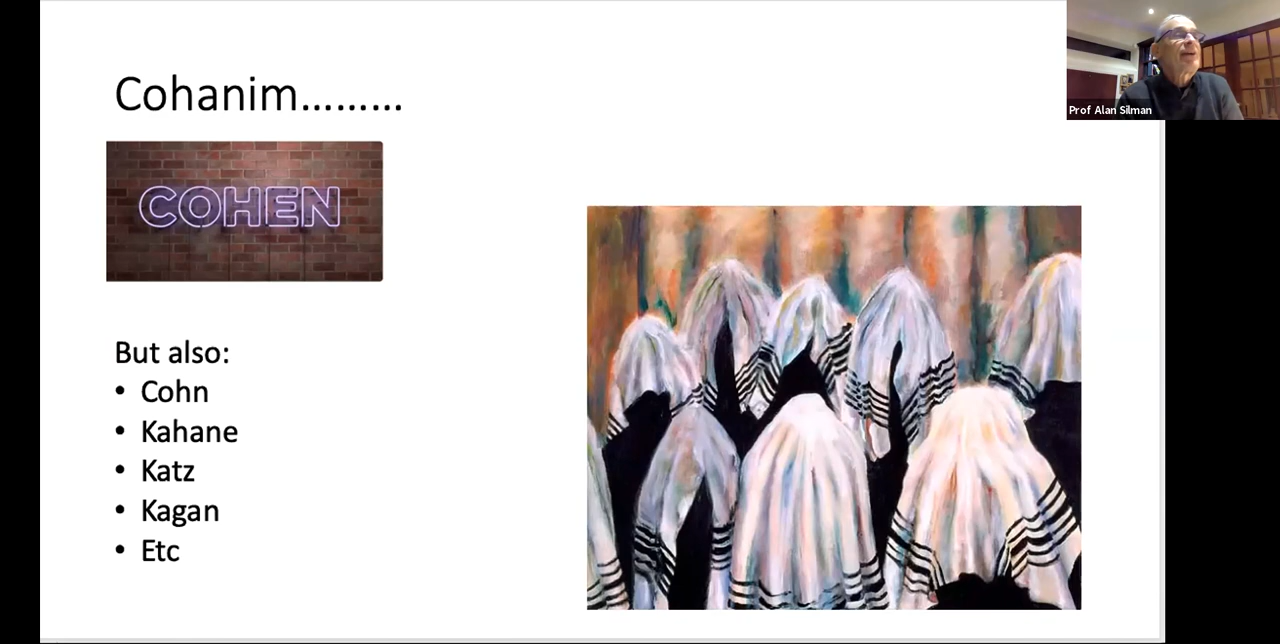 Cohanim.........
COHEN
But also:
• Cohn
• Kahane
• Katz
• Kagan
• Etc
Prof Alan Silman